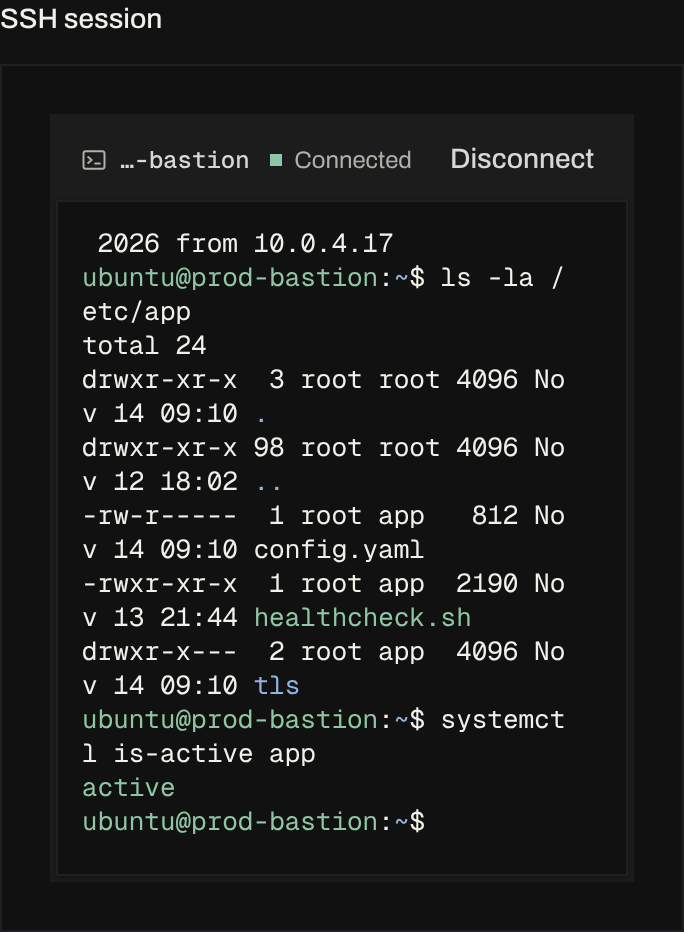 SSH session
…-bastion Connected Disconnect
2026 from 10.0.4.17
ubuntu@prod-bastion:~$ ls -la /
etc/app
total 24
drwxr-xr-x  3 root root 4096 No
v 14 09:10 .
drwxr-xr-x 98 root root 4096 No
v 12 18:02 ..
-rw-r-----  1 root app   812 No
v 14 09:10 config.yaml
-rwxr-xr-x  1 root app  2190 No
v 13 21:44 healthcheck.sh
drwxr-x---  2 root app  4096 No
v 14 09:10 tls
ubuntu@prod-bastion:~$ systemct
l is-active app
active
ubuntu@prod-bastion:~$